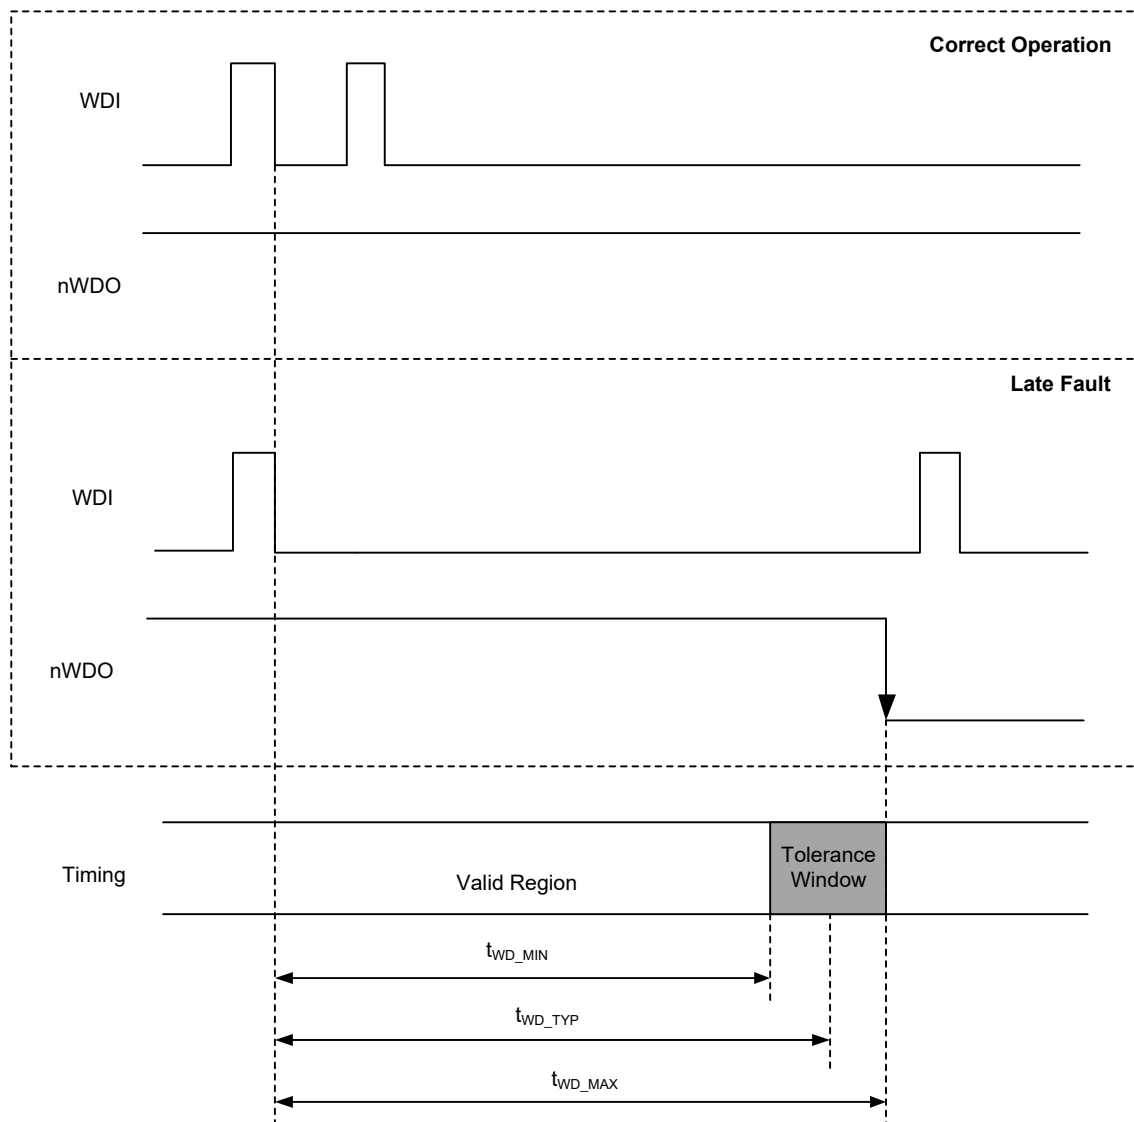 Correct Operation
WDI
nWDO
Late Fault
WDI
nWDO
Timing
Valid Region
Tolerance
Window
tWD_MIN
tWD_TYP
tWD_MAX